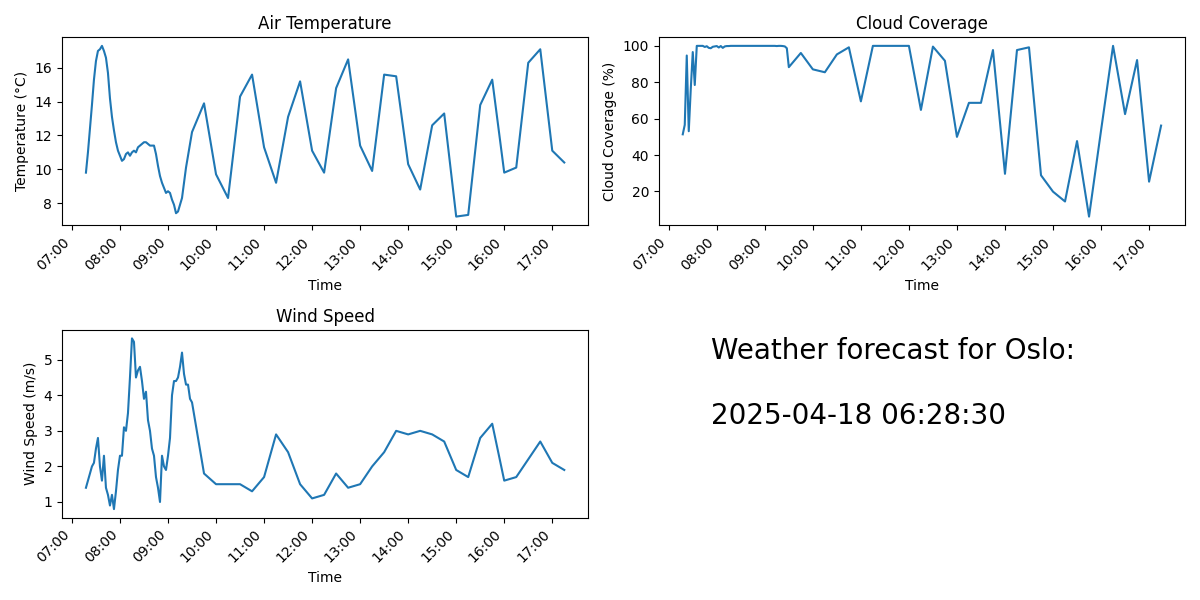 Air Temperature
Temperature (°C)
16
14
12
10
8
07:00 08:00 09:00 10:00 11:00 12:00 13:00 14:00 15:00 16:00 17:00
Time
Cloud Coverage
Cloud Coverage (%)
100
80
60
40
20
07:00 08:00 09:00 10:00 11:00 12:00 13:00 14:00 15:00 16:00 17:00
Time
Wind Speed
Wind Speed (m/s)
5
4
3
2
1
07:00 08:00 09:00 10:00 11:00 12:00 13:00 14:00 15:00 16:00 17:00
Time
Weather forecast for Oslo:
2025-04-18 06:28:30